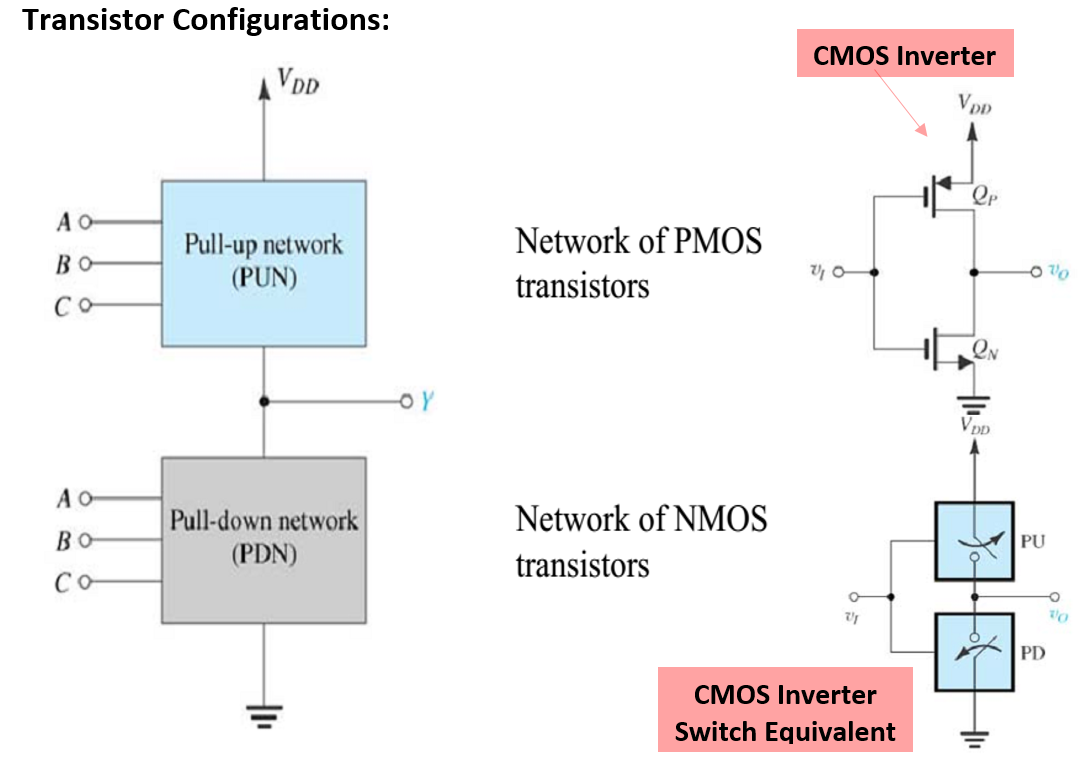 Transistor Configurations:
V_DD
A
B
C
Pull-up network
(PUN)
Y
A
B
C
Pull-down network
(PDN)
Network of PMOS
transistors
Network of NMOS
transistors
CMOS Inverter
V_DD
Q_P
v_I
v_O
Q_N
V_DD
PU
v_I
v_O
PD
CMOS Inverter
Switch Equivalent